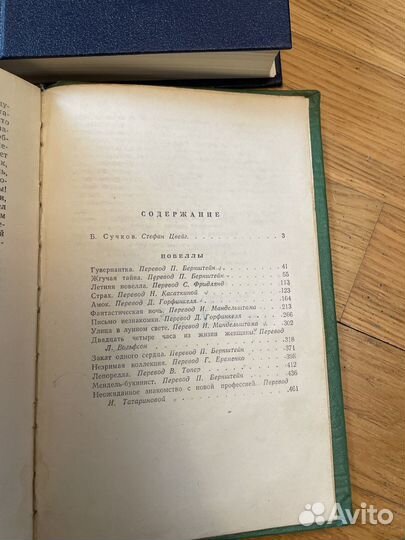 СОДЕРЖАНИЕ
Б. Сучков. Стефан Цвейг. 3
НОВЕЛЛЫ
Гувернантка. Перевод П. Бернштейн. 41
Жгучая тайна. Перевод П. Бернштейн. 55
Летняя новелла. Перевод С. Фридлянд. 113
Страх. Перевод Н. Касаткиной. 123
Амок. Перевод Д. Горфинкеля. 164
Фантастическая ночь. Перевод И. Мандельштама. 213
Письмо незнакомки. Перевод Д. Горфинкеля. 266
Улица в лунном свете. Перевод И. Мандельштама. 302
Двадцать четыре часа из жизни женщины. Перевод
Л. Вольфсон. 318
Закат одного сердца. Перевод П. Бернштейн. 371
Незримая коллекция. Перевод Г. Еременко. 398
Лепорелла. Перевод В. Топер. 412
Мендель-букинист. Перевод П. Бернштейн. 436
Неожиданное знакомство с новой профессией. Перевод
И. Татариновой. 461
Avito